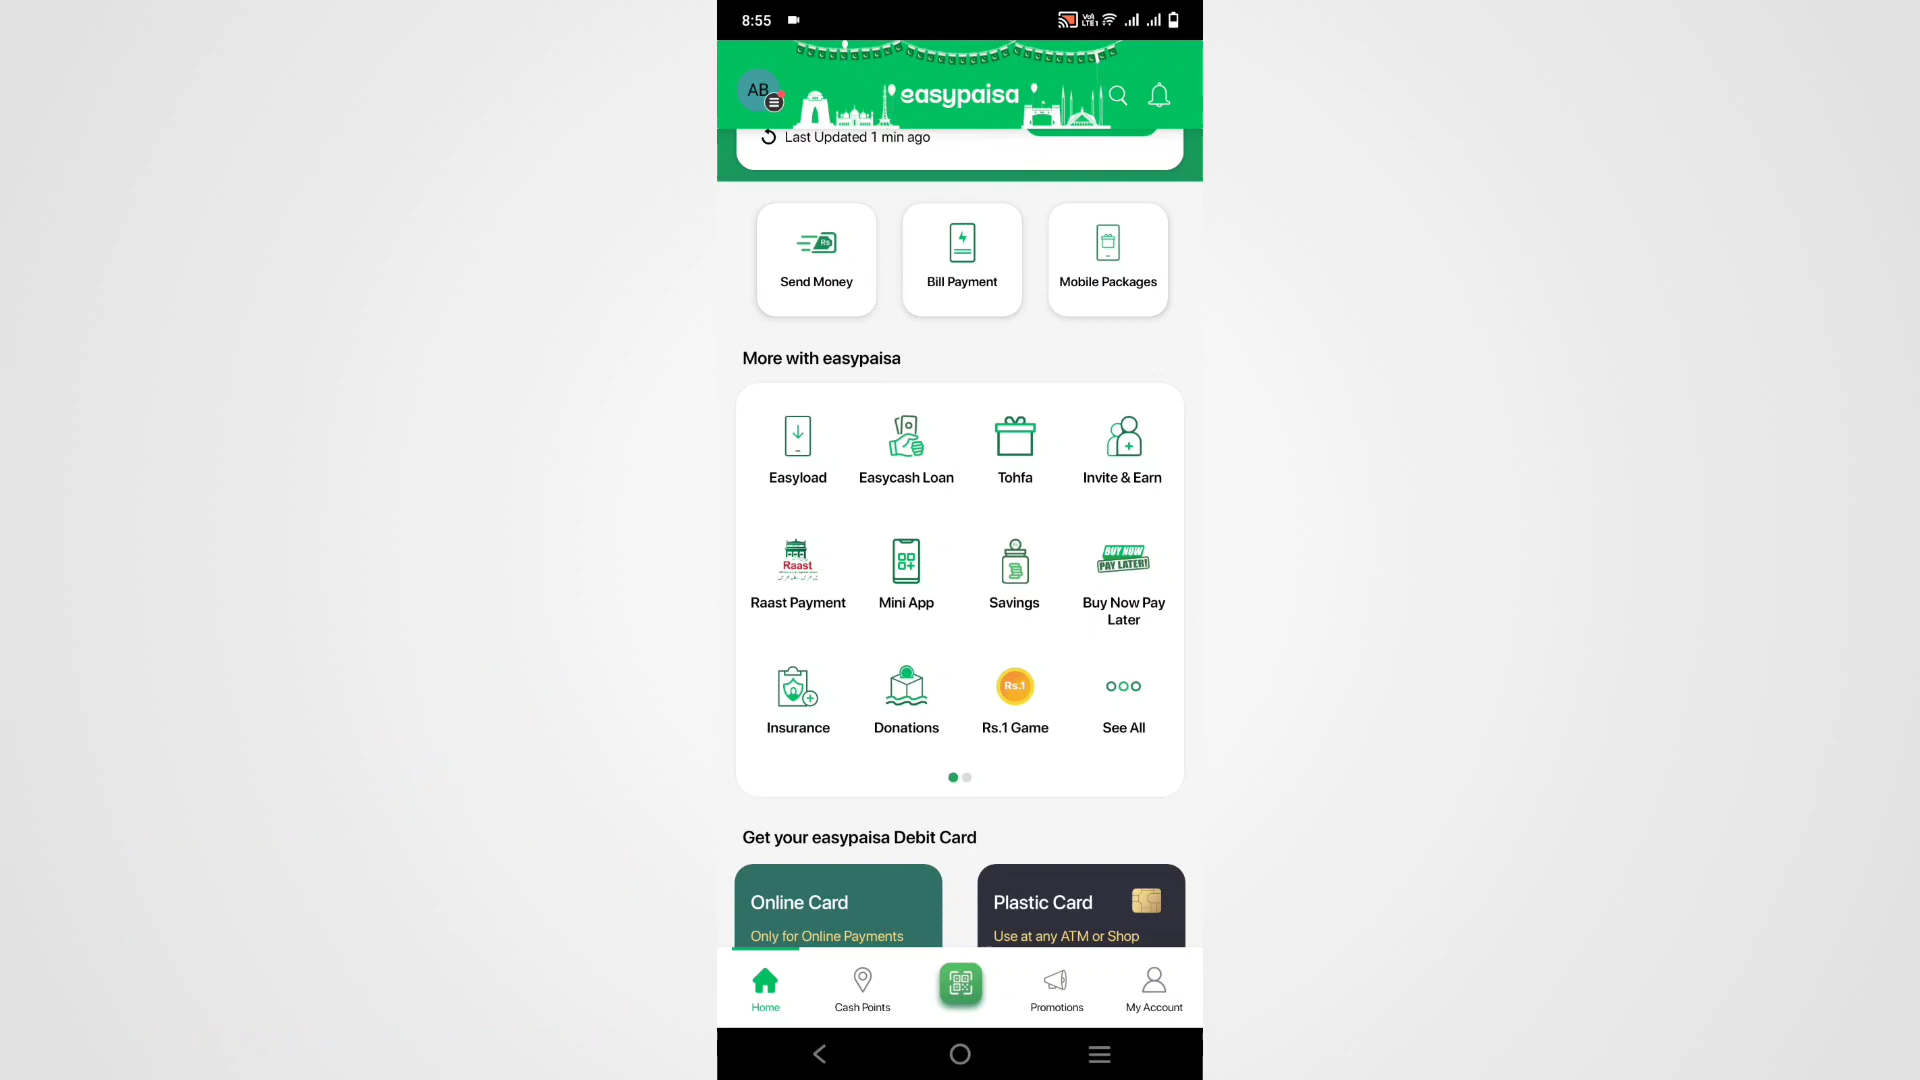 8:55
Vo)
LTE1
AB
easypaisa
Last Updated 1 min ago
Rs
Send Money
Bill Payment
Mobile Packages
More with easypaisa
Easyload
Easycash Loan
Tohfa
Invite & Earn
Raast
BUY NOW
PAY LATER!
Raast Payment
Mini App
Savings
Buy Now Pay
Later
Rs.1
Insurance
Donations
Rs.1 Game
See All
Get your easypaisa Debit Card
Online Card
Plastic Card
Only for Online Payments
Use at any ATM or Shop
Home
Cash Points
Promotions
My Account